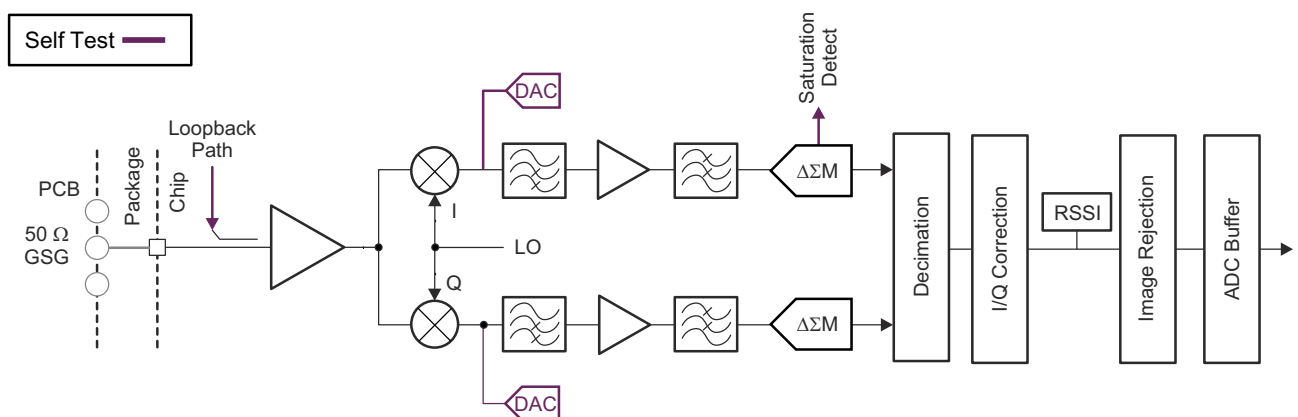 Self Test
DAC
Saturation
Detect
Loopback
Path
PCB
Package
Chip
50 Ω
GSG
I
LO
Q
ΔΣM
ΔΣM
DAC
Decimation
I/Q Correction
RSSI
Image Rejection
ADC Buffer